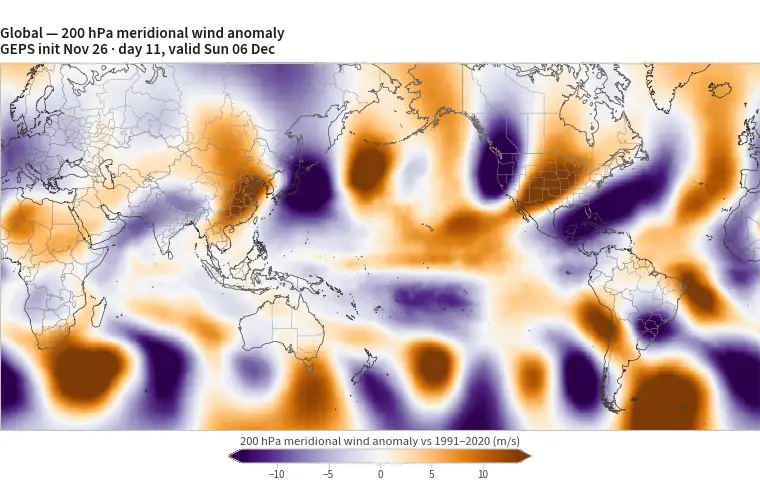 Global — 200 hPa meridional wind anomaly
GEPS init Nov 26 · day 11, valid Sun 06 Dec
200 hPa meridional wind anomaly vs 1991–2020 (m/s)
−10 −5 0 5 10